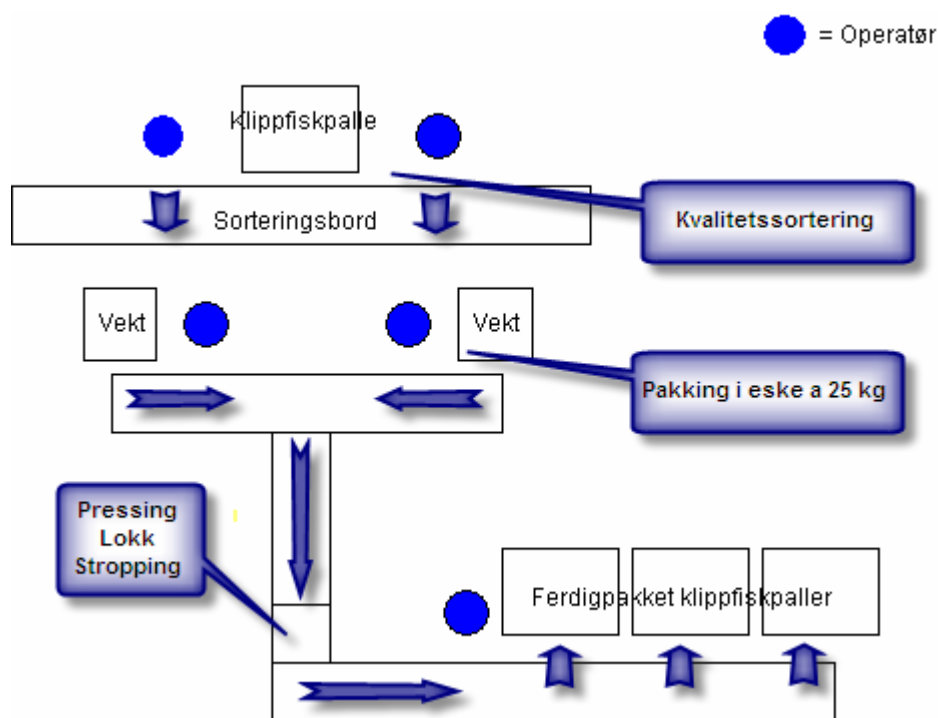 = Operatør
Klippfiskpalle
Sorteringsbord
Kvalitetssortering
Vekt
Vekt
Pakking i eske a 25 kg
Pressing
Lokk
Stropping
Ferdigpakket klippfiskpaller